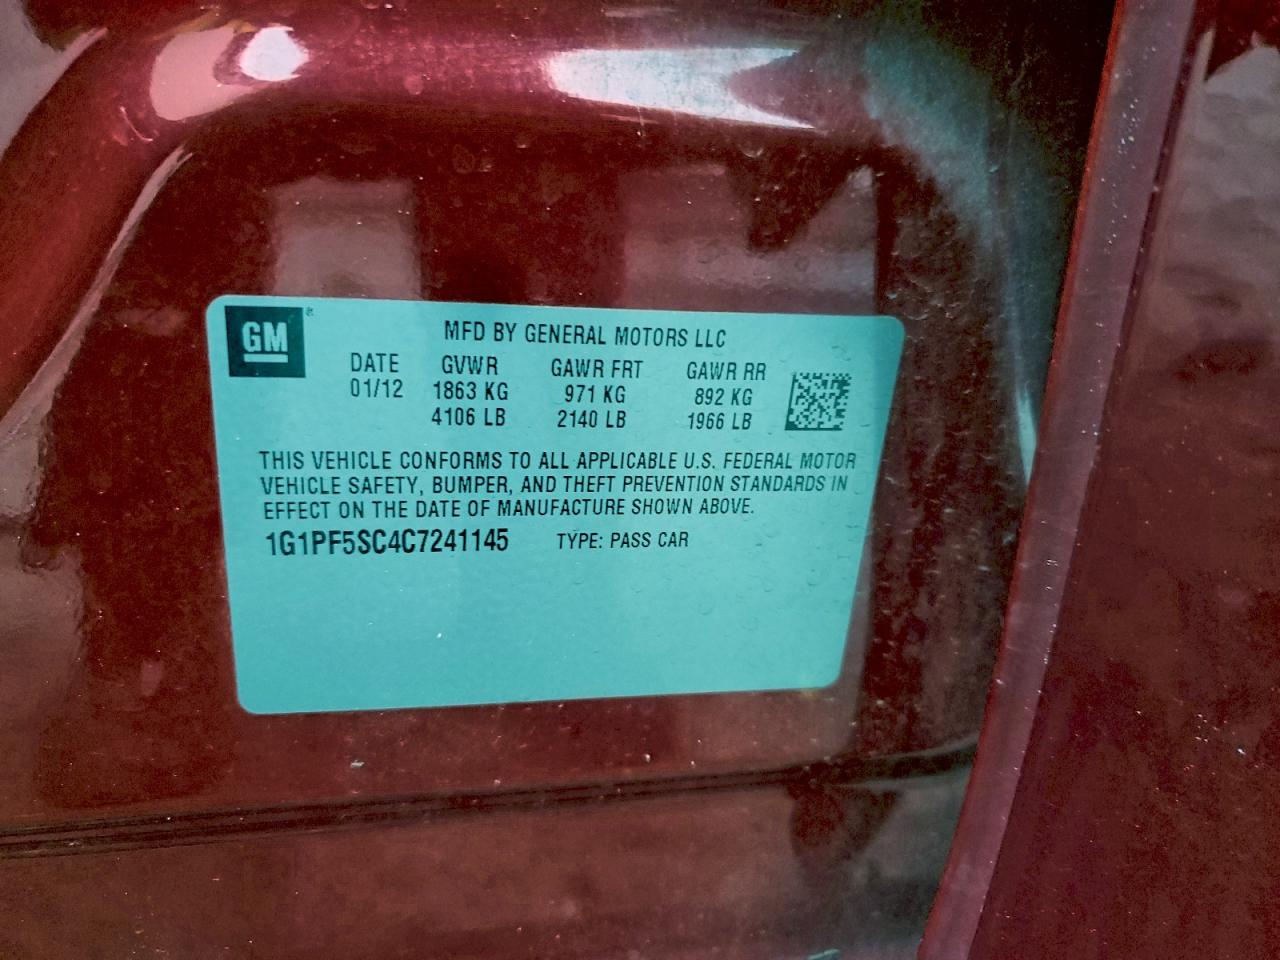 GM®
MFD BY GENERAL MOTORS LLC
DATE GVWR GAWR FRT GAWR RR
01/12 1863 KG 971 KG 892 KG
4106 LB 2140 LB 1966 LB
THIS VEHICLE CONFORMS TO ALL APPLICABLE U.S. FEDERAL MOTOR
VEHICLE SAFETY, BUMPER, AND THEFT PREVENTION STANDARDS IN
EFFECT ON THE DATE OF MANUFACTURE SHOWN ABOVE.
1G1PF5SC4C7241145 TYPE: PASS CAR